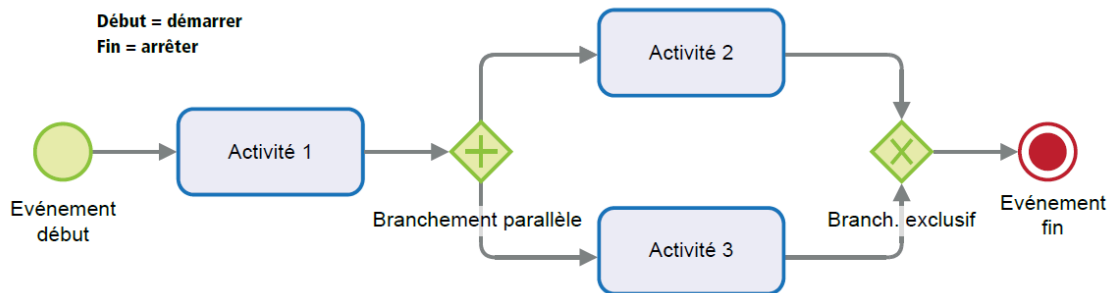 Début = démarrer
Fin = arrêter
Activité 2
Activité 1
Evénement
début
Branchement parallèle
Branch. exclusif
Evénement
fin
Activité 3